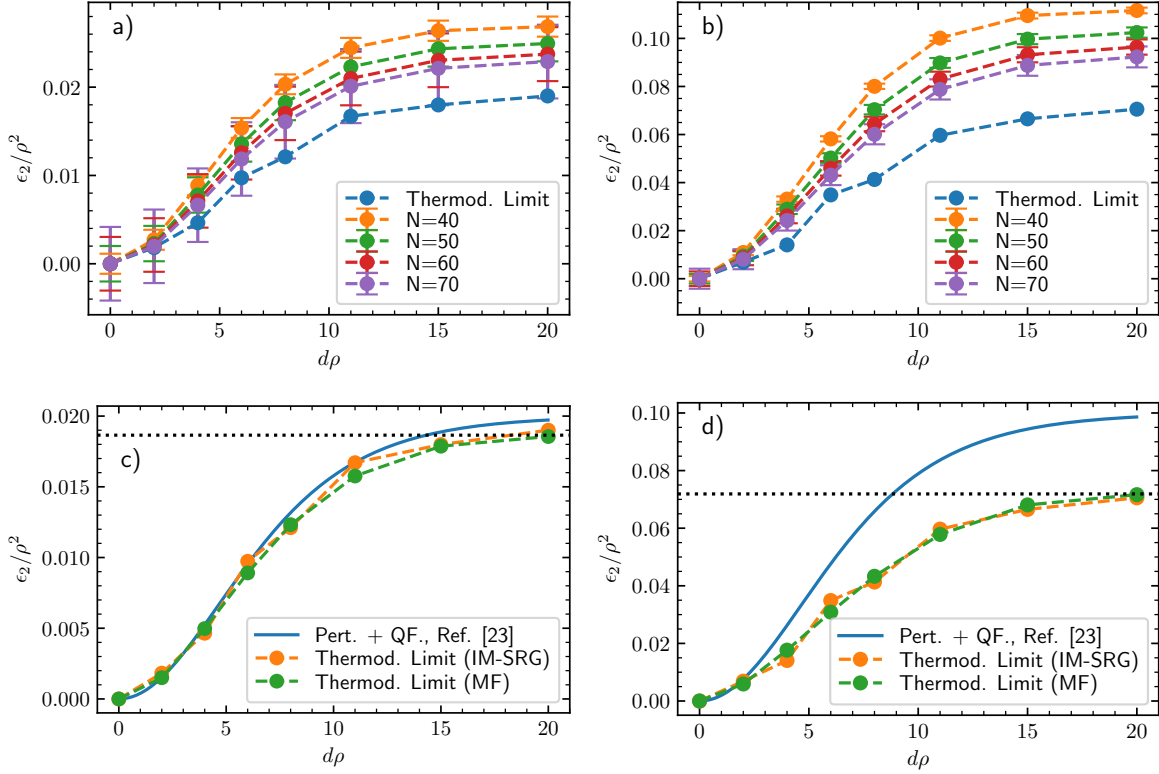 a)
ϵ₂/ρ²
0.02
0.01
0.00
Thermod. Limit
N=40
N=50
N=60
N=70
0 5 10 15 20
dρ
b)
ϵ₂/ρ²
0.10
0.08
0.06
0.04
0.02
0.00
Thermod. Limit
N=40
N=50
N=60
N=70
0 5 10 15 20
dρ
c)
ϵ₂/ρ²
0.020
0.015
0.010
0.005
0.000
Pert. + QF., Ref. [23]
Thermod. Limit (IM-SRG)
Thermod. Limit (MF)
0 5 10 15 20
dρ
d)
ϵ₂/ρ²
0.10
0.08
0.06
0.04
0.02
0.00
Pert. + QF., Ref. [23]
Thermod. Limit (IM-SRG)
Thermod. Limit (MF)
0 5 10 15 20
dρ